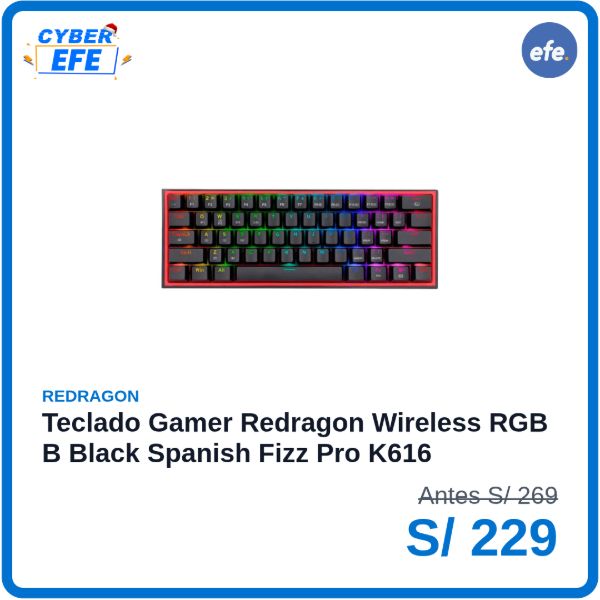 CYBER
EFE
efe.
REDRAGON
Teclado Gamer Redragon Wireless RGB
B Black Spanish Fizz Pro K616
Antes S/ 269
S/ 229